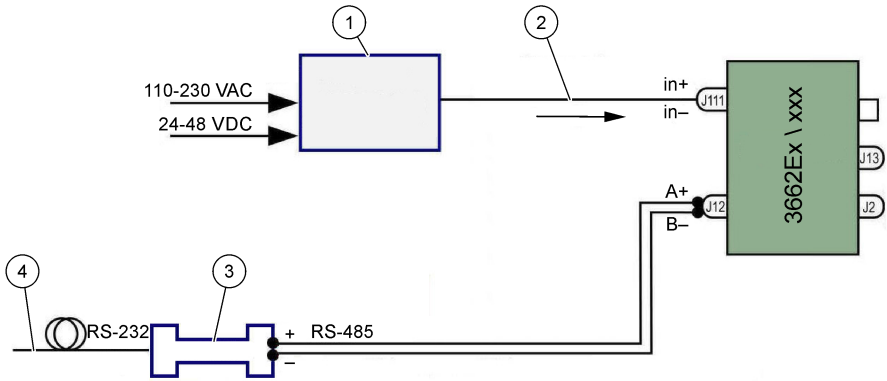 1
2
110-230 VAC
24-48 VDC
in+
in–
J111
3662Ex \ xxx
J13
A+
J12
B–
J2
4
3
RS-232
+
–
RS-485